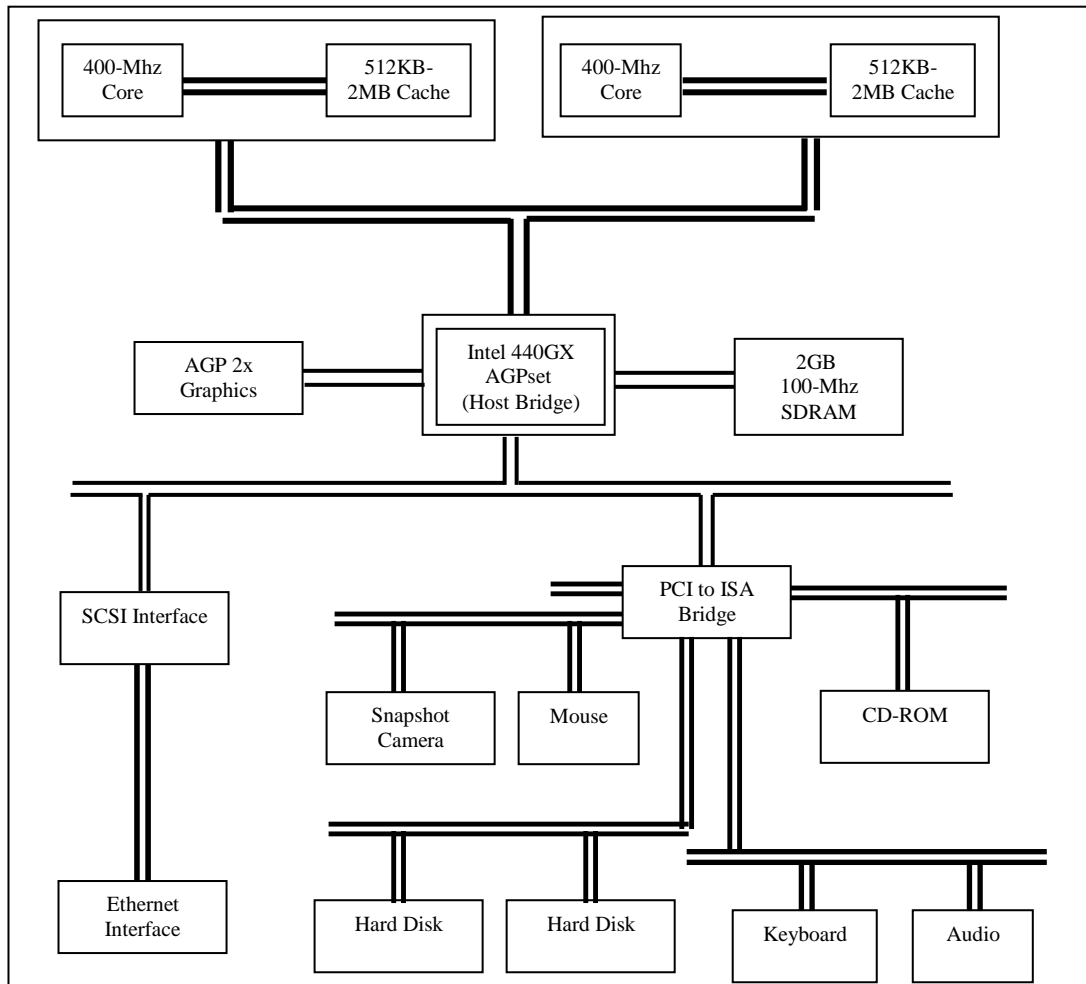 400-Mhz
Core
512KB-
2MB Cache
400-Mhz
Core
512KB-
2MB Cache
AGP 2x
Graphics
Intel 440GX
AGPset
(Host Bridge)
2GB
100-Mhz
SDRAM
SCSI Interface
PCI to ISA
Bridge
Snapshot
Camera
Mouse
CD-ROM
Ethernet
Interface
Hard Disk
Hard Disk
Keyboard
Audio